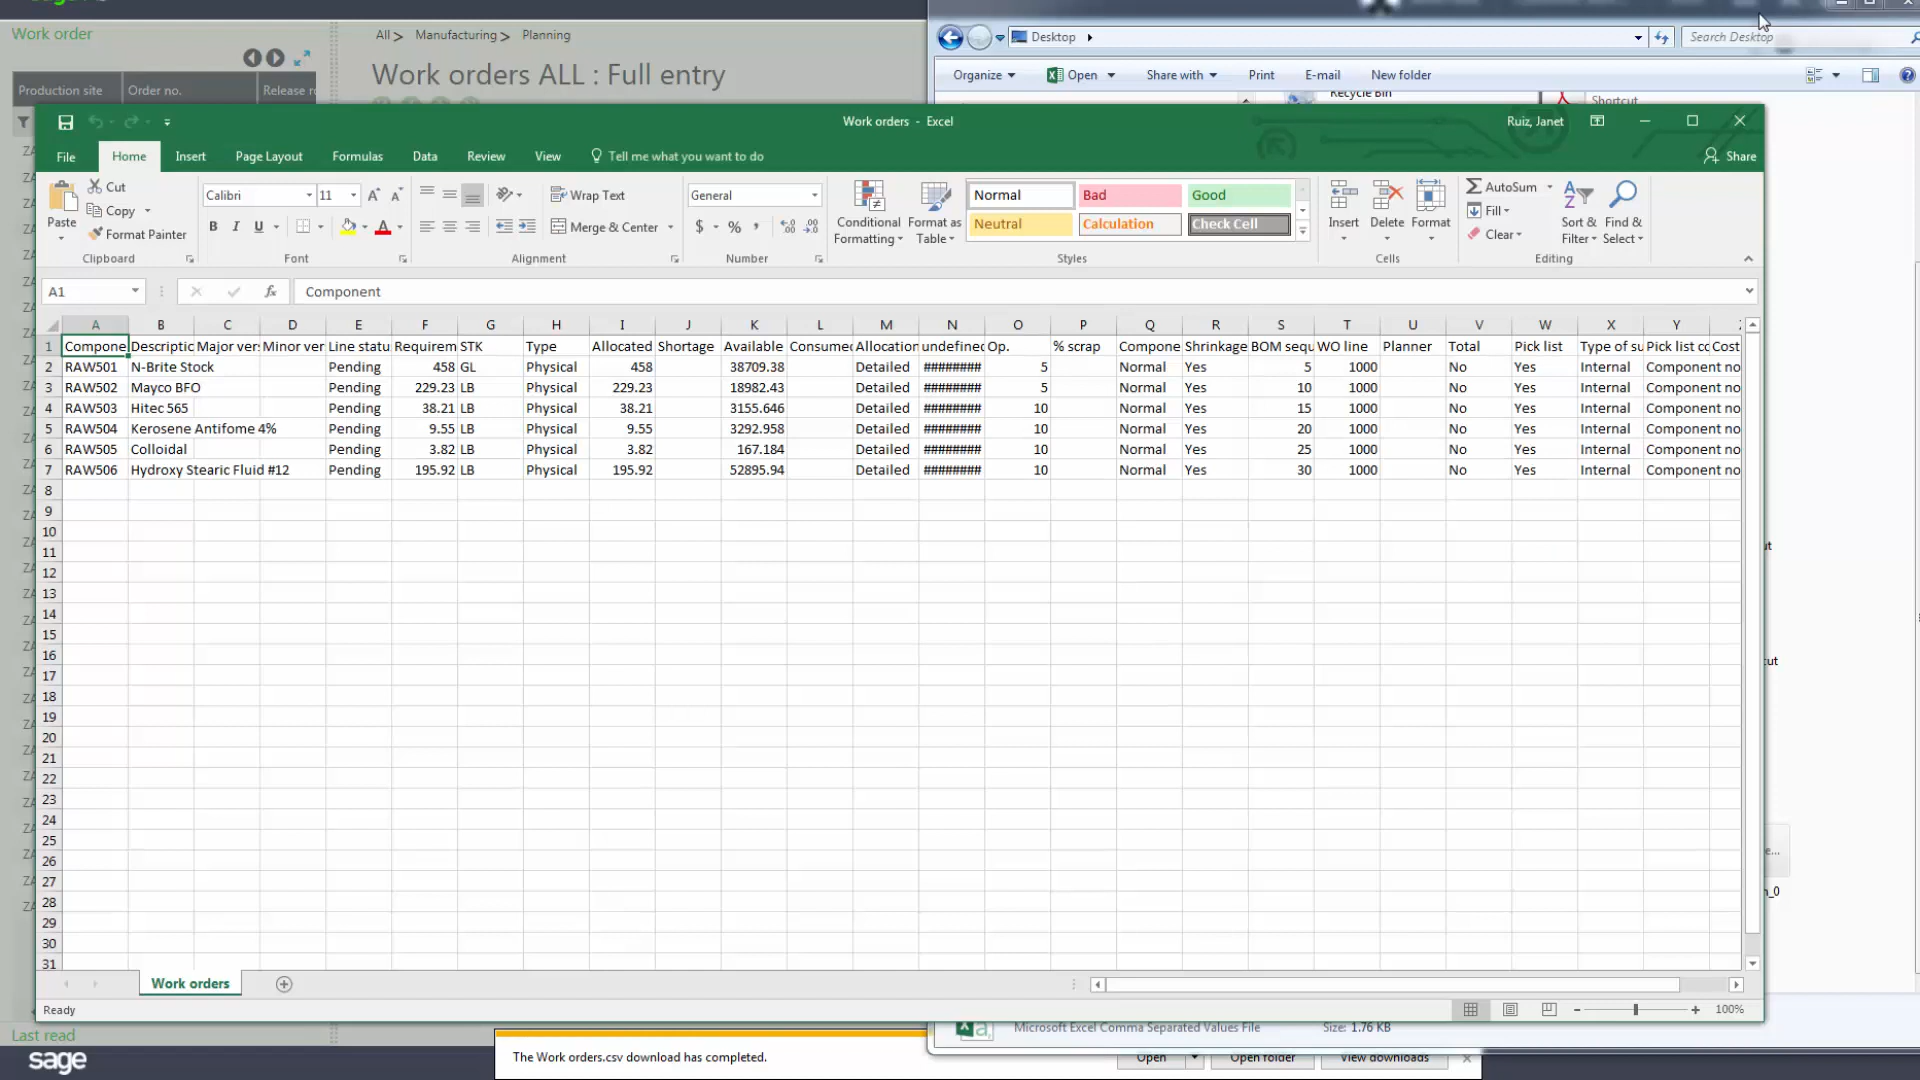 Work order
All > Manufacturing > Planning
Work orders ALL : Full entry
Production site Order no.
Desktop
Search Desktop
Organize Open Share with Print E-mail New folder
Recycle Bin Shortcut
Work orders - Excel Ruiz, Janet
File Home Insert Page Layout Formulas Data Review View Tell me what you want to do Share
Cut
Copy
Format Painter
Paste
Clipboard
Calibri 11
B I U
Font
Wrap Text
Merge & Center
Alignment
General
$ % ,
Number
Conditional Formatting
Format as Table
Normal Bad Good
Neutral Calculation Check Cell
Styles
Insert Delete Format
Cells
AutoSum
Fill
Clear
Sort & Filter
Find & Select
Editing
A1 fx Component
A B C D E F G H I J K L M N O P Q R S T U V W X Y
1 Compone Descriptic Major ver Minor ver Line statu Requirem STK Type Allocated Shortage Available Consumed Allocation undefined Op. % scrap Compone Shrinkage BOM sequ WO line Planner Total Pick list Type of su Pick list co Cost
2 RAW501 N-Brite Stock Pending 458 GL Physical 458 38709.38 Detailed ######## 5 Normal Yes 5 1000 No Yes Internal Component no
3 RAW502 Mayco BFO Pending 229.23 LB Physical 229.23 18982.43 Detailed ######## 5 Normal Yes 10 1000 No Yes Internal Component no
4 RAW503 Hitec 565 Pending 38.21 LB Physical 38.21 3155.646 Detailed ######## 10 Normal Yes 15 1000 No Yes Internal Component no
5 RAW504 Kerosene Antifome 4% Pending 9.55 LB Physical 9.55 3292.958 Detailed ######## 10 Normal Yes 20 1000 No Yes Internal Component no
6 RAW505 Colloidal Pending 3.82 LB Physical 3.82 167.184 Detailed ######## 10 Normal Yes 25 1000 No Yes Internal Component no
7 RAW506 Hydroxy Stearic Fluid #12 Pending 195.92 LB Physical 195.92 52895.94 Detailed ######## 10 Normal Yes 30 1000 No Yes Internal Component no
8
9
10
11
12
13
14
15
16
17
18
19
20
21
22
23
24
25
26
27
28
29
30
31
Work orders
Ready 100%
Last read
sage
Microsoft Excel Comma Separated Values File Size: 1.76 KB
The Work orders.csv download has completed. Open Open folder View downloads